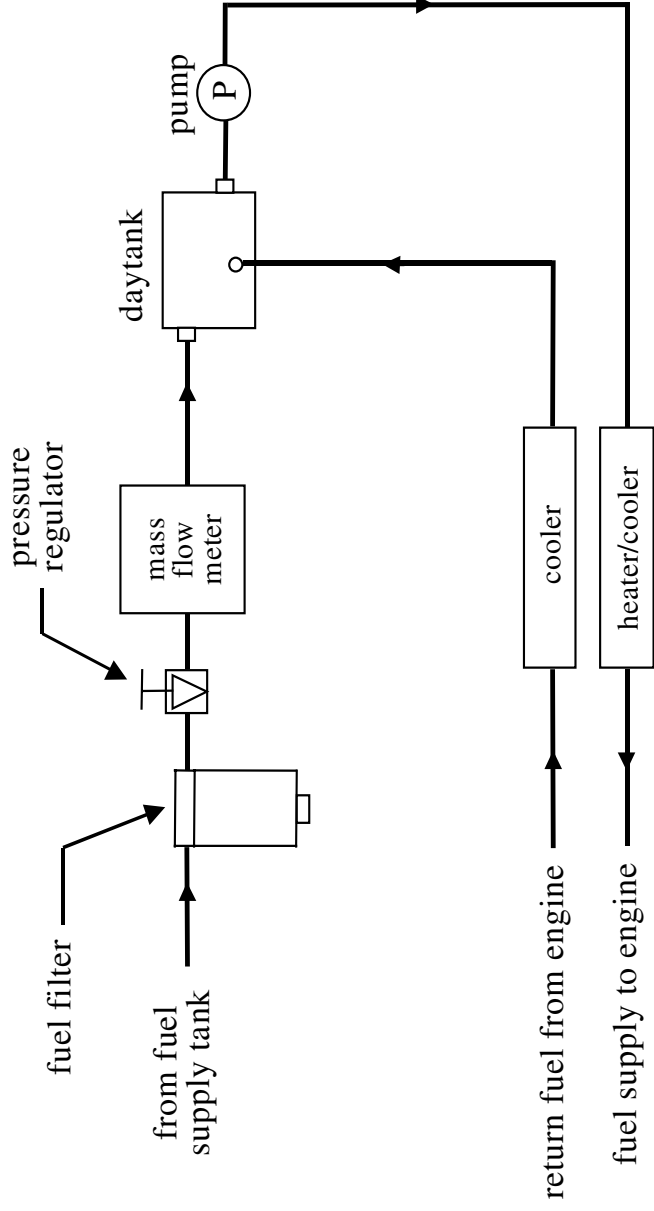 pressure
regulator
fuel filter
daytank
pump
P
mass
flow
meter
from fuel
supply tank
cooler
return fuel from engine
heater/cooler
fuel supply to engine